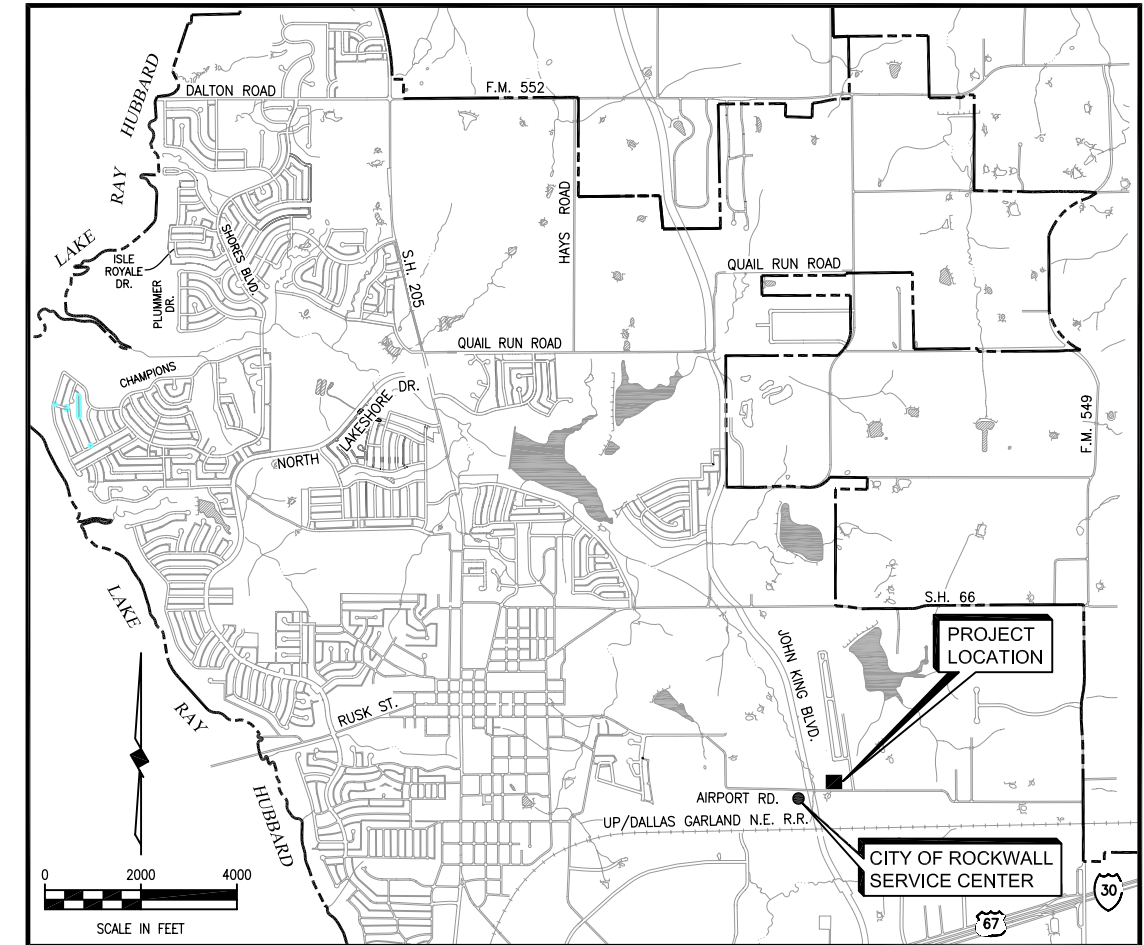 HUBBARD
DALTON ROAD
F.M. 552
RAY
HAYS ROAD
LAKE
ISLE
ROYALE
DR.
SHORES BLVD.
S.H. 205
QUAIL RUN ROAD
PLUMMER
DR.
QUAIL RUN ROAD
CHAMPIONS
LAKESHORE DR.
NORTH
F.M. 549
LAKE
S.H. 66
PROJECT
LOCATION
JOHN KING BLVD.
RAY
RUSK ST.
HUBBARD
AIRPORT RD.
UP/DALLAS GARLAND N.E. R.R.
CITY OF ROCKWALL
SERVICE CENTER
0 2000 4000
SCALE IN FEET
30
67